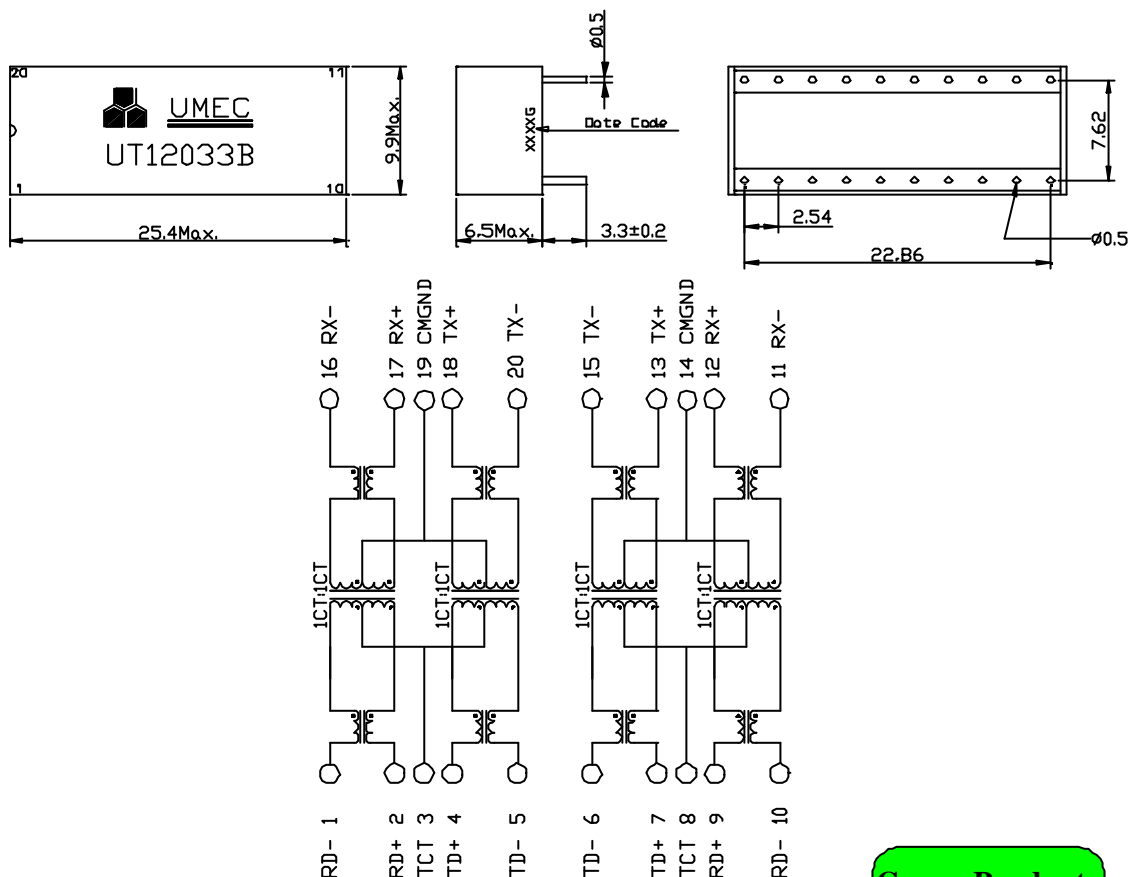 20 11
UMEC
UT12033B
1 10
25.4Max.
9.9Max.
ø0.5
XXXXG
Date Code
6.5Max.
3.3±0.2
7.62
2.54
22.B6
ø0.5
16 RX-
17 RX+
19 CMGND
18 TX+
20 TX-
15 TX-
13 TX+
14 CMGND
12 RX+
11 RX-
1CT:1CT
1CT:1CT
1CT:1CT
1CT:1CT
RD- 1
RD+ 2
TCT 3
TD+ 4
TD- 5
TD- 6
TD+ 7
TCT 8
RD+ 9
RD- 10